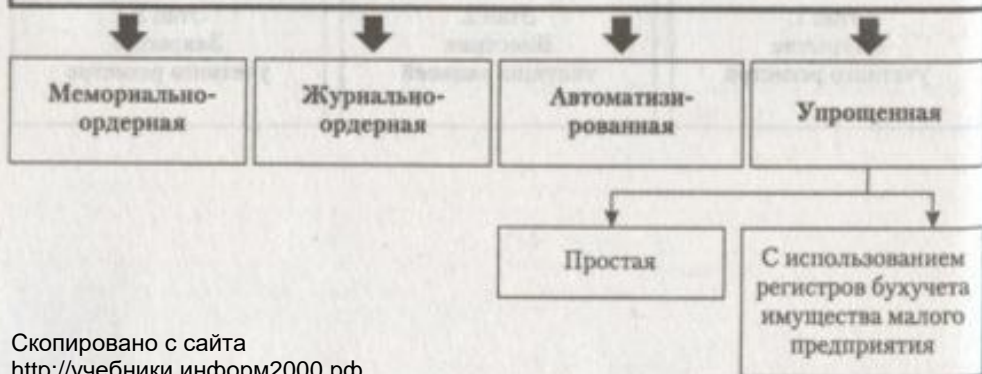 Мемориально-
ордерная
Журнально-
ордерная
Автоматизи-
рованная
Упрощенная
Простая
С использованием
регистров бухучета
имущества малого
предприятия
Скопировано с сайта
http://учебники.информ2000.рф